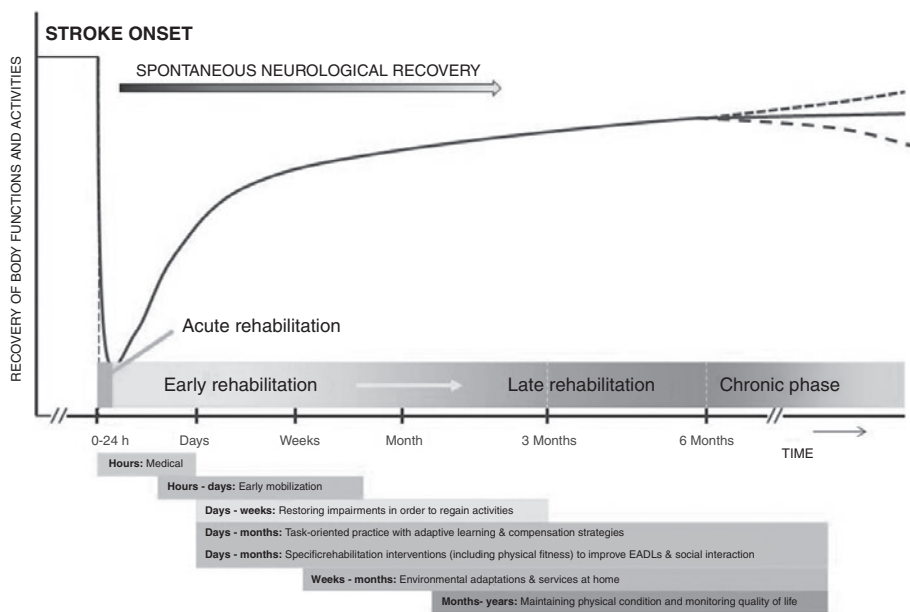 STROKE ONSET
SPONTANEOUS NEUROLOGICAL RECOVERY
RECOVERY OF BODY FUNCTIONS AND ACTIVITIES
Acute rehabilitation
Early rehabilitation
Late rehabilitation
Chronic phase
0-24 h
Days
Weeks
Month
3 Months
6 Months
TIME
Hours: Medical
Hours - days: Early mobilization
Days - weeks: Restoring impairments in order to regain activities
Days - months: Task-oriented practice with adaptive learning & compensation strategies
Days - months: Specificrehabilitation interventions (including physical fitness) to improve EADLs & social interaction
Weeks - months: Environmental adaptations & services at home
Months- years: Maintaining physical condition and monitoring quality of life